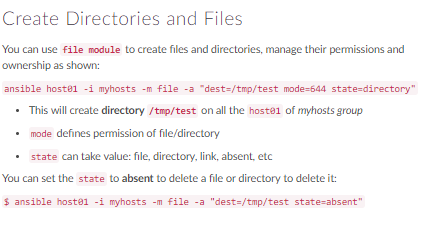 Create Directories and Files
You can use file module to create files and directories, manage their permissions and
ownership as shown:
ansible host01 -i myhosts -m file -a "dest=/tmp/test mode=644 state=directory"
• This will create directory /tmp/test on all the host01 of myhosts group
• mode defines permission of file/directory
• state can take value: file, directory, link, absent, etc
You can set the state to absent to delete a file or directory to delete it:
$ ansible host01 -i myhosts -m file -a "dest=/tmp/test state=absent"